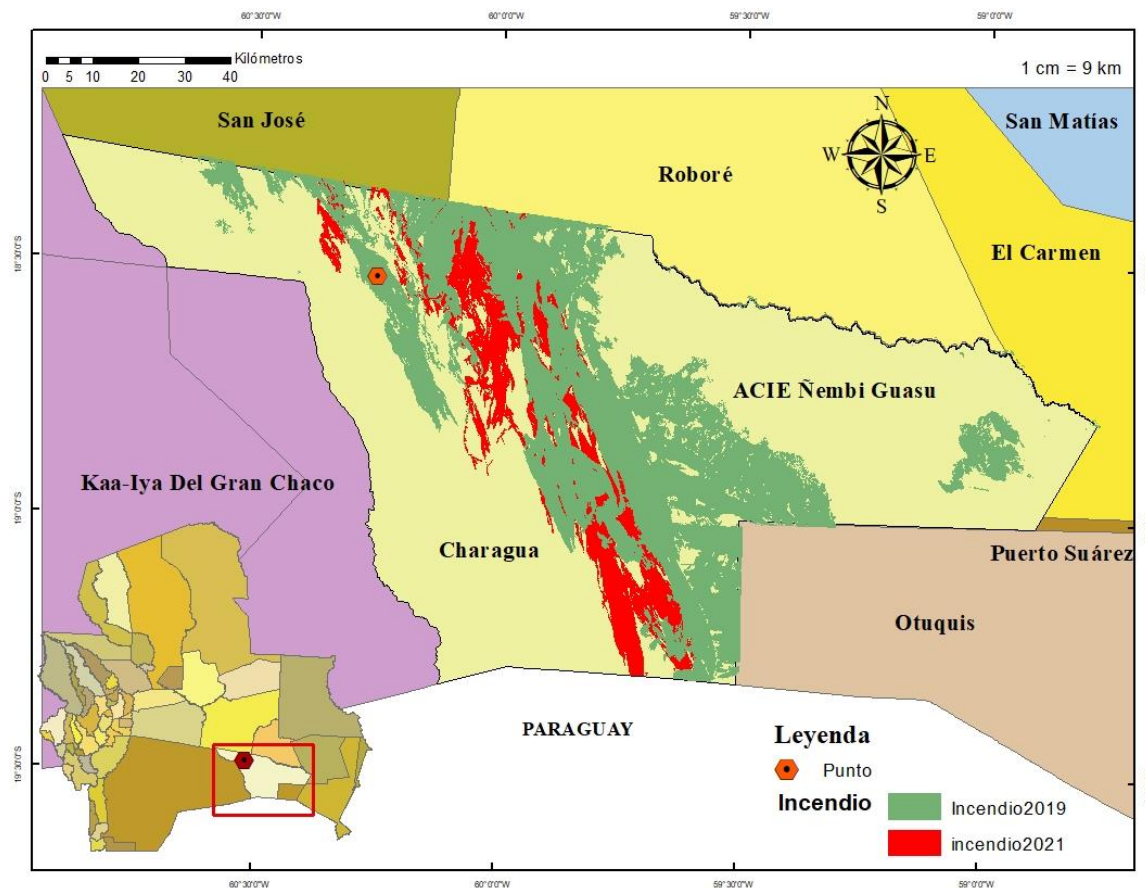 60°30'0"W 60°0'0"W 59°30'0"W 59°0'0"W
Kilómetros
0 5 10 20 30 40
1 cm = 9 km
San José
San Matías
N
W E
S
Roboré
18°30'0"S
El Carmen
ACIE Ñembi Guasu
Kaa-Iya Del Gran Chaco
19°0'0"S
Charagua
Puerto Suárez
Otuquis
PARAGUAY
Leyenda
Punto
19°30'0"S
Incendio
Incendio2019
incendio2021
60°30'0"W 60°0'0"W 59°30'0"W 59°0'0"W